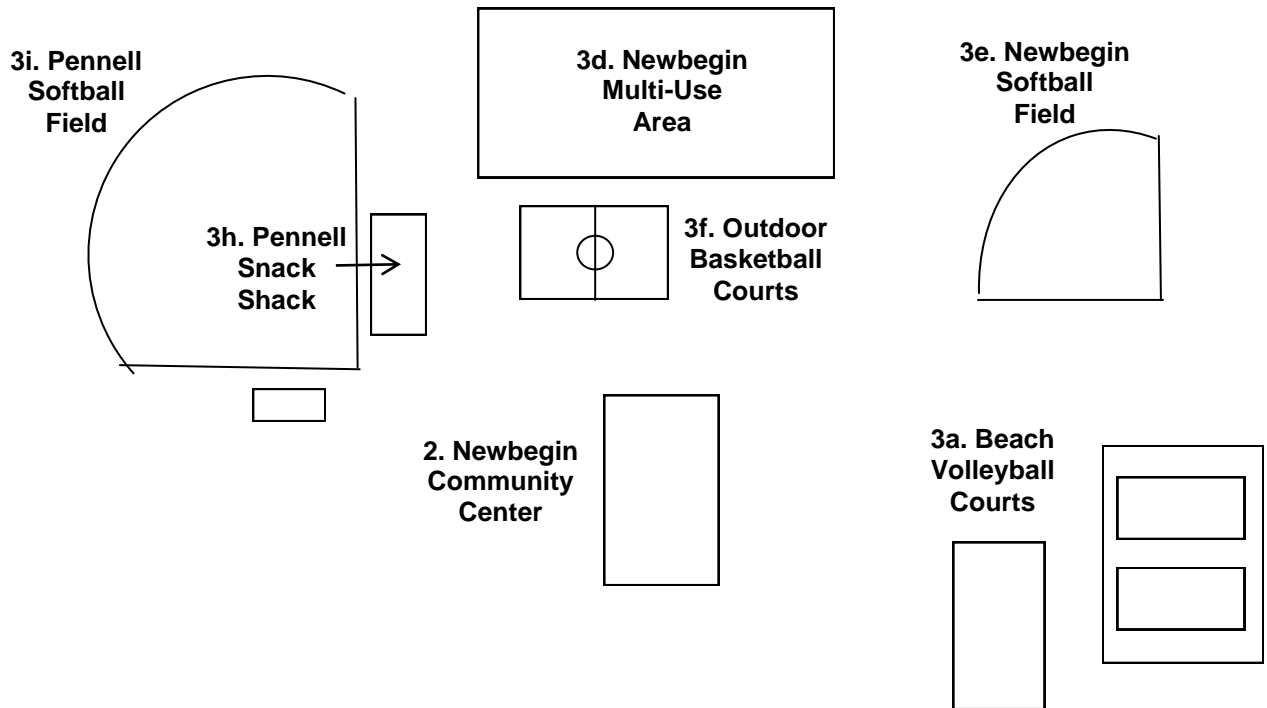 3i. Pennell
Softball
Field
3d. Newbegin
Multi-Use
Area
3e. Newbegin
Softball
Field
3h. Pennell
Snack
Shack
3f. Outdoor
Basketball
Courts
2. Newbegin
Community
Center
3a. Beach
Volleyball
Courts